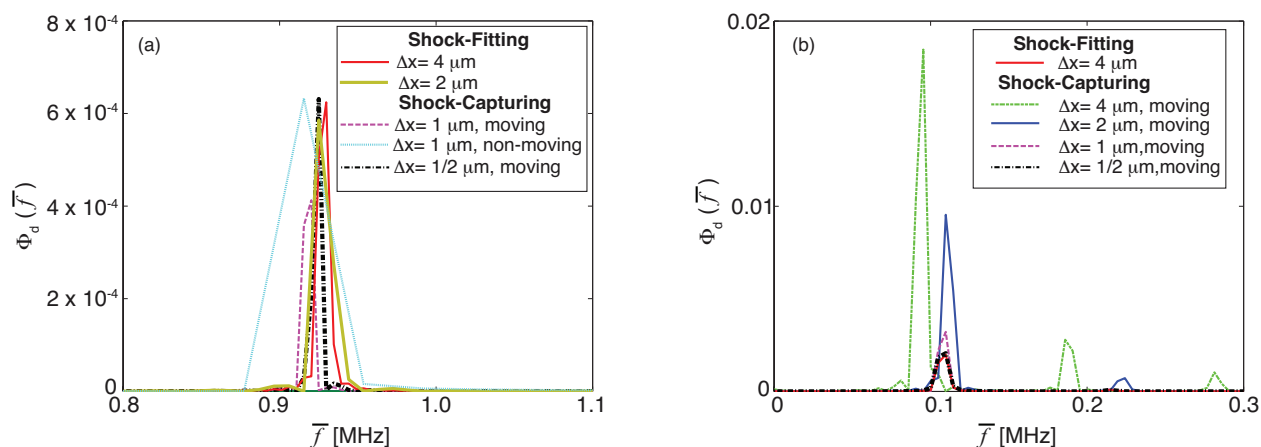 (a)
8 x 10-4
6 x 10-4
4 x 10-4
2 x 10-4
0
0.8
0.9
1.0
1.1
Φd (f̅)
f̅ [MHz]
Shock-Fitting
Δx= 4 μm
Δx= 2 μm
Shock-Capturing
Δx= 1 μm, moving
Δx= 1 μm, non-moving
Δx= 1/2 μm, moving
(b)
0.02
0.01
0
0
0.1
0.2
0.3
Φd (f̅)
f̅ [MHz]
Shock-Fitting
Δx= 4 μm
Shock-Capturing
Δx= 4 μm, moving
Δx= 2 μm, moving
Δx= 1 μm,moving
Δx= 1/2 μm,moving